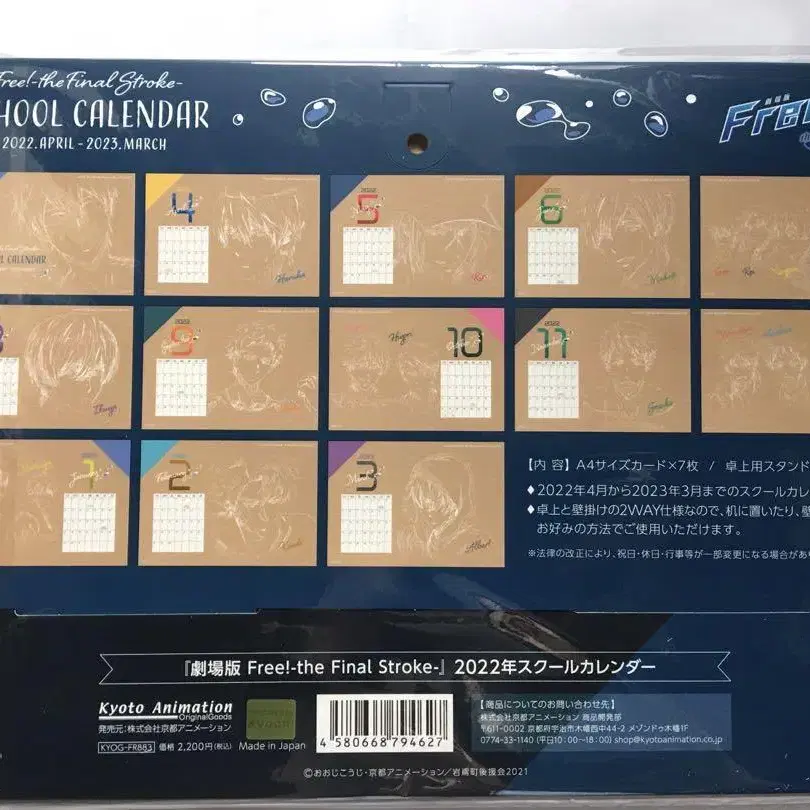 Free!-the Final Stroke-
HOOL CALENDAR
2022.APRIL - 2023.MARCH
劇場版
Free
CALENDAR
2022
4
Haruka
2022
5
2022
6
Makoto
2022
9
Hiyori
10
2022
11
1
2
3
Albert
【内 容】A4サイズカード×7枚 / 卓上用スタンド
♦2022年4月から2023年3月までのスクールカレ
♦卓上と壁掛けの2WAY仕様なので、机に置いたり、壁
お好みの方法でご使用いただけます。
※法律の改正により、祝日・休日・行事等が一部変更になる場合があ
『劇場版 Free!-the Final Stroke-』2022年スクールカレンダー
Kyoto Animation
OriginalGoods
発売元:株式会社京都アニメーション
KYOG-FR883 価格 2,200円(税込)
Made in Japan
4 580668 794627
【商品についてのお問い合わせ先】
株式会社京都アニメーション 商品開発部
〒611-0002 京都府宇治市木幡西中44-2 メゾンドゥ木幡1F
0774-33-1140 (平日10:00~18:00) shop@kyotoanimation.co.jp
©おおじこうじ・京都アニメーション/岩鳶町後援会2021